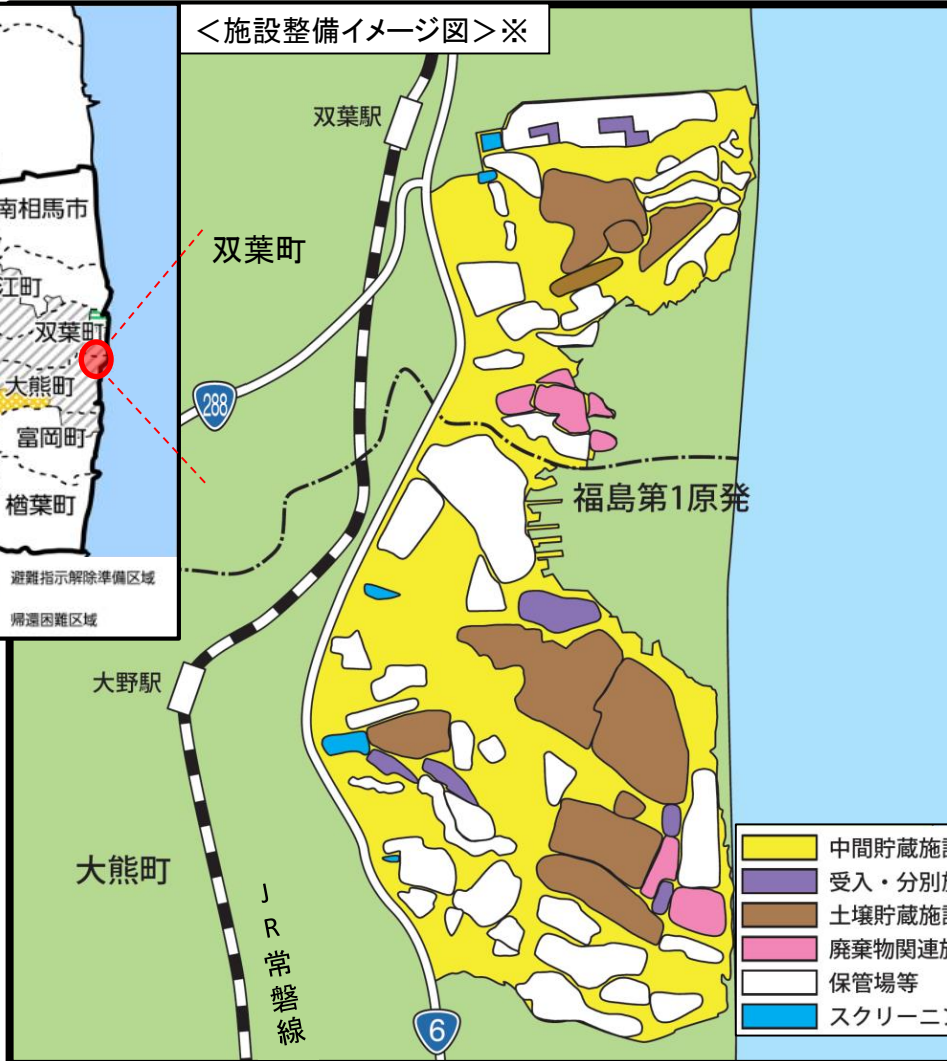 ＜施設整備イメージ図＞※
南相馬市
江町
双葉町
大熊町
富岡町
楢葉町
避難指示解除準備区域
帰還困難区域
双葉駅
双葉町
288
福島第1原発
大野駅
大熊町
JR常磐線
6
中間貯蔵施
受入・分別
土壌貯蔵施
廃棄物関連
保管場等
スクリーニ